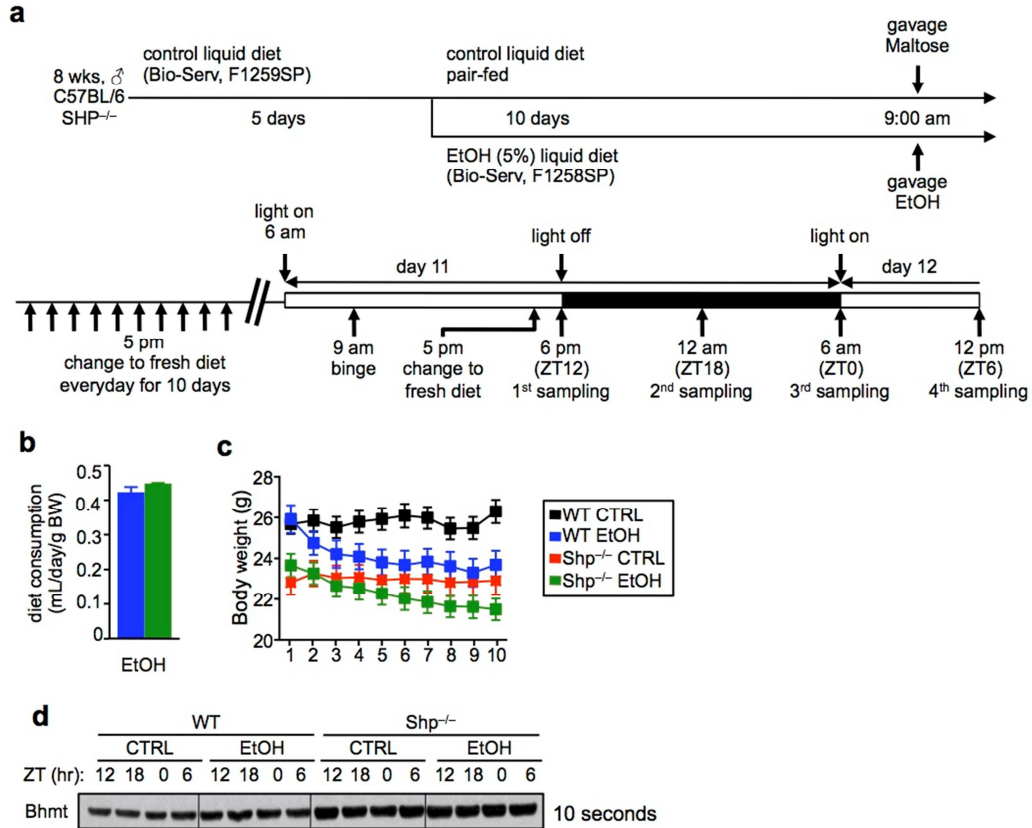 a
8 wks, ♂
C57BL/6
SHP–/–
control liquid diet
(Bio-Serv, F1259SP)
5 days
control liquid diet
pair-fed
10 days
EtOH (5%) liquid diet
(Bio-Serv, F1258SP)
gavage
Maltose
9:00 am
gavage
EtOH
light on
6 am
light off
light on
day 11
day 12
5 pm
change to fresh diet
everyday for 10 days
9 am
binge
5 pm
change to
fresh diet
6 pm
(ZT12)
1st sampling
12 am
(ZT18)
2nd sampling
6 am
(ZT0)
3rd sampling
12 pm
(ZT6)
4th sampling
b
diet consumption
(mL/day/g BW)
0.5
0.4
0.3
0.2
0.1
0
EtOH
c
Body weight (g)
28
26
24
22
20
1 2 3 4 5 6 7 8 9 10
WT CTRL
WT EtOH
Shp–/– CTRL
Shp–/– EtOH
d
WT Shp–/–
CTRL EtOH CTRL EtOH
ZT (hr): 12 18 0 6 12 18 0 6 12 18 0 6 12 18 0 6
Bhmt 10 seconds